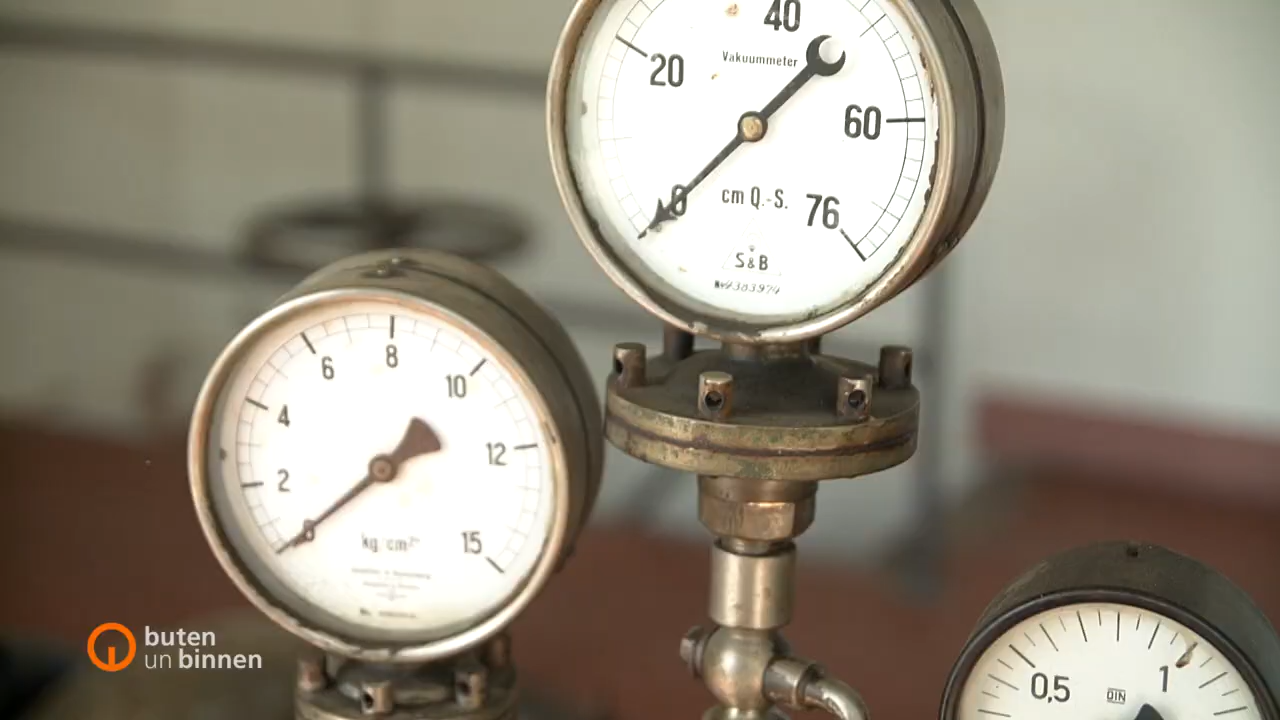 40
Vakuummeter
20
60
0
cm Q.-S.
76
S&B
8
6
10
4
12
2
0
kg/cm²
15
0,5
DIN
1
buten
un binnen